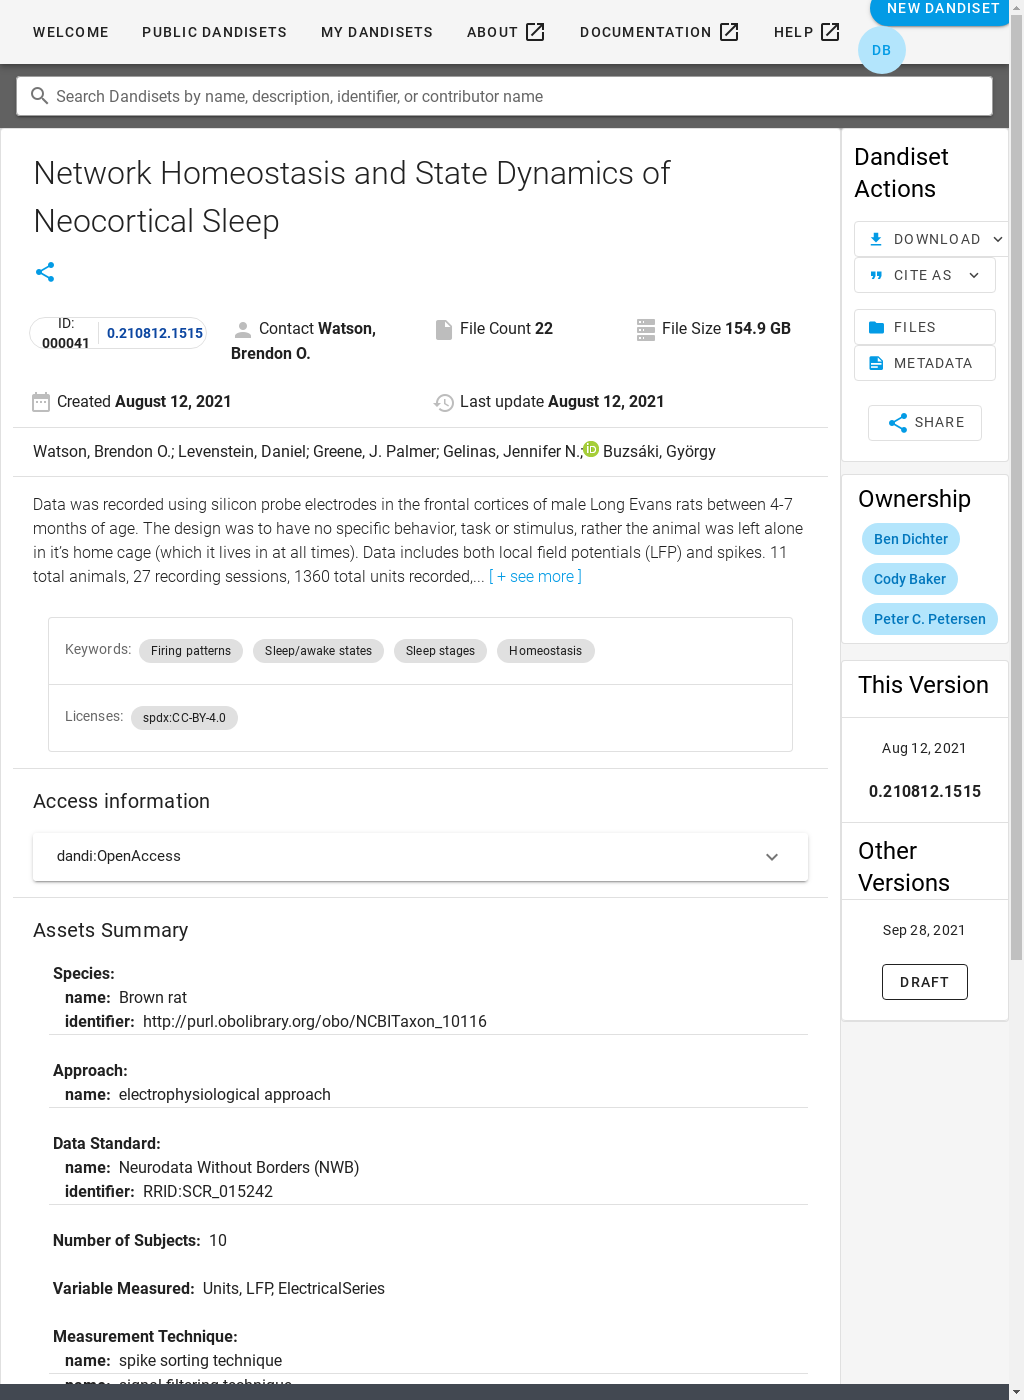 WELCOME PUBLIC DANDISETS MY DANDISETS ABOUT DOCUMENTATION HELP NEW DANDISET
DB
Search Dandisets by name, description, identifier, or contributor name
Network Homeostasis and State Dynamics of
Neocortical Sleep
ID:
000041
0.210812.1515
Contact Watson,
Brendon O.
File Count 22
File Size 154.9 GB
Created August 12, 2021
Last update August 12, 2021
Watson, Brendon O.; Levenstein, Daniel; Greene, J. Palmer; Gelinas, Jennifer N.; iD Buzsáki, György
Data was recorded using silicon probe electrodes in the frontal cortices of male Long Evans rats between 4-7
months of age. The design was to have no specific behavior, task or stimulus, rather the animal was left alone
in it’s home cage (which it lives in at all times). Data includes both local field potentials (LFP) and spikes. 11
total animals, 27 recording sessions, 1360 total units recorded,... [ + see more ]
Keywords: Firing patterns Sleep/awake states Sleep stages Homeostasis
Licenses: spdx:CC-BY-4.0
Access information
dandi:OpenAccess
Assets Summary
Species:
name: Brown rat
identifier: http://purl.obolibrary.org/obo/NCBITaxon_10116
Approach:
name: electrophysiological approach
Data Standard:
name: Neurodata Without Borders (NWB)
identifier: RRID:SCR_015242
Number of Subjects: 10
Variable Measured: Units, LFP, ElectricalSeries
Measurement Technique:
name: spike sorting technique
name: signal filtering technique
Dandiset
Actions
DOWNLOAD
CITE AS
FILES
METADATA
SHARE
Ownership
Ben Dichter
Cody Baker
Peter C. Petersen
This Version
Aug 12, 2021
0.210812.1515
Other
Versions
Sep 28, 2021
DRAFT